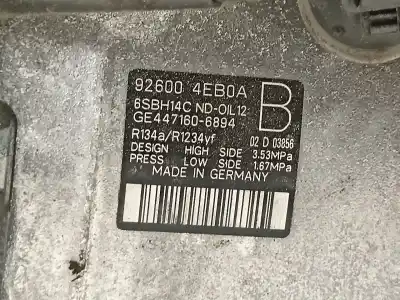 92600 4EB0A
B
6SBH14C ND-OIL12
GE447160-6894
R134a/R1234yf 02 D 03856
DESIGN HIGH SIDE 3.53MPa
PRESS LOW SIDE 1.67MPa
MADE IN GERMANY